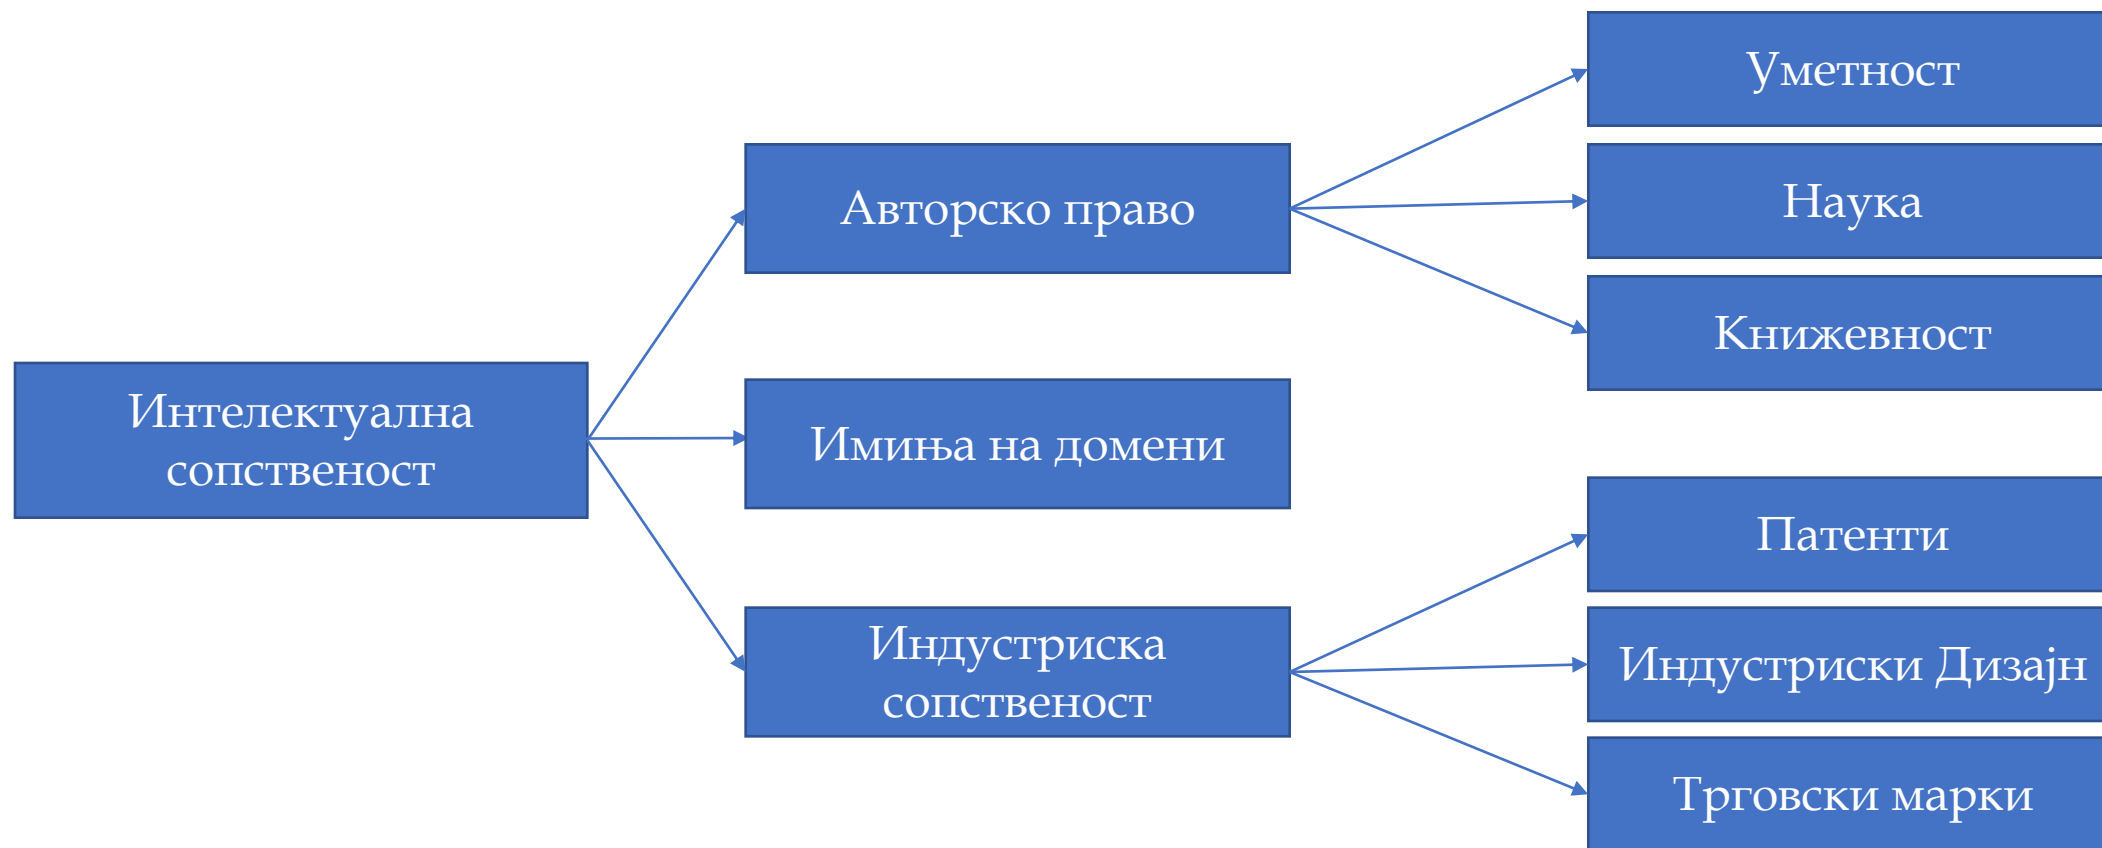 Интелектуална
сопственост
Авторско право
Имиња на домени
Индустриска
сопственост
Уметност
Наука
Книжевност
Патенти
Индустриски Дизајн
Трговски марки